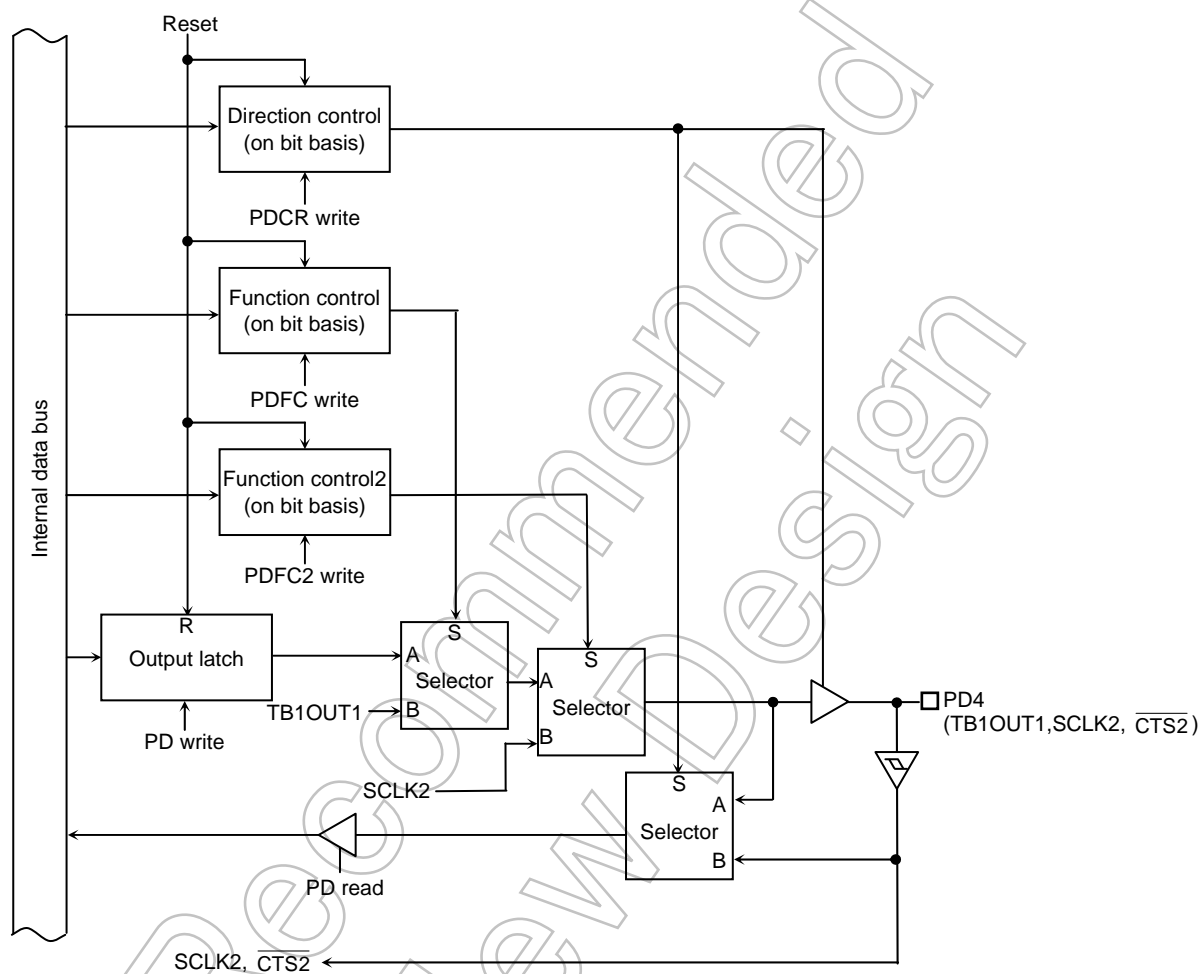 Reset
Direction control
(on bit basis)
PDCR write
Function control
(on bit basis)
PDFC write
Function control2
(on bit basis)
PDFC2 write
Internal data bus
R
Output latch
PD write
S
A
Selector
B
TB1OUT1
S
A
Selector
B
SCLK2
PD4
(TB1OUT1,SCLK2, CTS2)
S
A
Selector
B
PD read
SCLK2, CTS2
Recommended
New Design